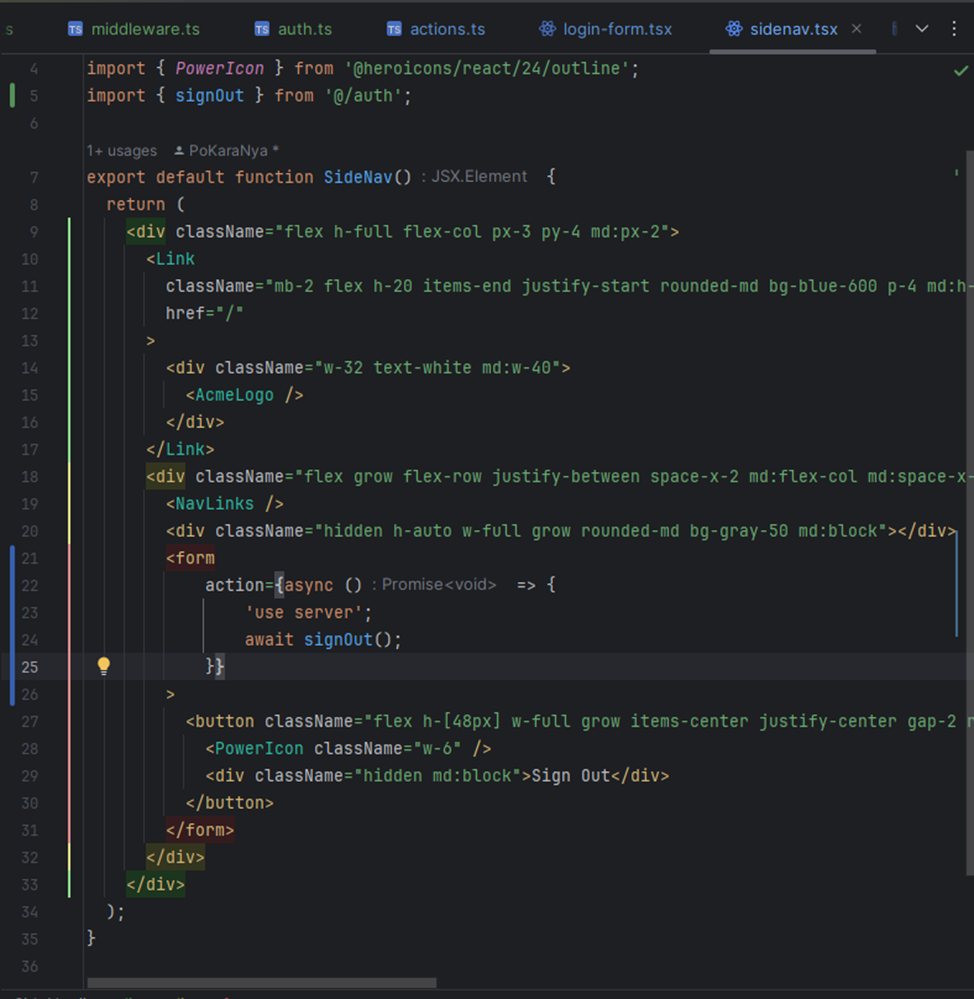 s middleware.ts auth.ts actions.ts login-form.tsx sidenav.tsx
4 import { PowerIcon } from '@heroicons/react/24/outline';
5 import { signOut } from '@/auth';
6
1+ usages PoKaraNya *
7 export default function SideNav() : JSX.Element {
8 return (
9 <div className="flex h-full flex-col px-3 py-4 md:px-2">
10 <Link
11 className="mb-2 flex h-20 items-end justify-start rounded-md bg-blue-600 p-4 md:h-
12 href="/"
13 >
14 <div className="w-32 text-white md:w-40">
15 <AcmeLogo />
16 </div>
17 </Link>
18 <div className="flex grow flex-row justify-between space-x-2 md:flex-col md:space-x-
19 <NavLinks />
20 <div className="hidden h-auto w-full grow rounded-md bg-gray-50 md:block"></div>
21 <form
22 action={async () : Promise<void> => {
23 'use server';
24 await signOut();
25 }}
26 >
27 <button className="flex h-[48px] w-full grow items-center justify-center gap-2
28 <PowerIcon className="w-6" />
29 <div className="hidden md:block">Sign Out</div>
30 </button>
31 </form>
32 </div>
33 </div>
34 );
35 }
36